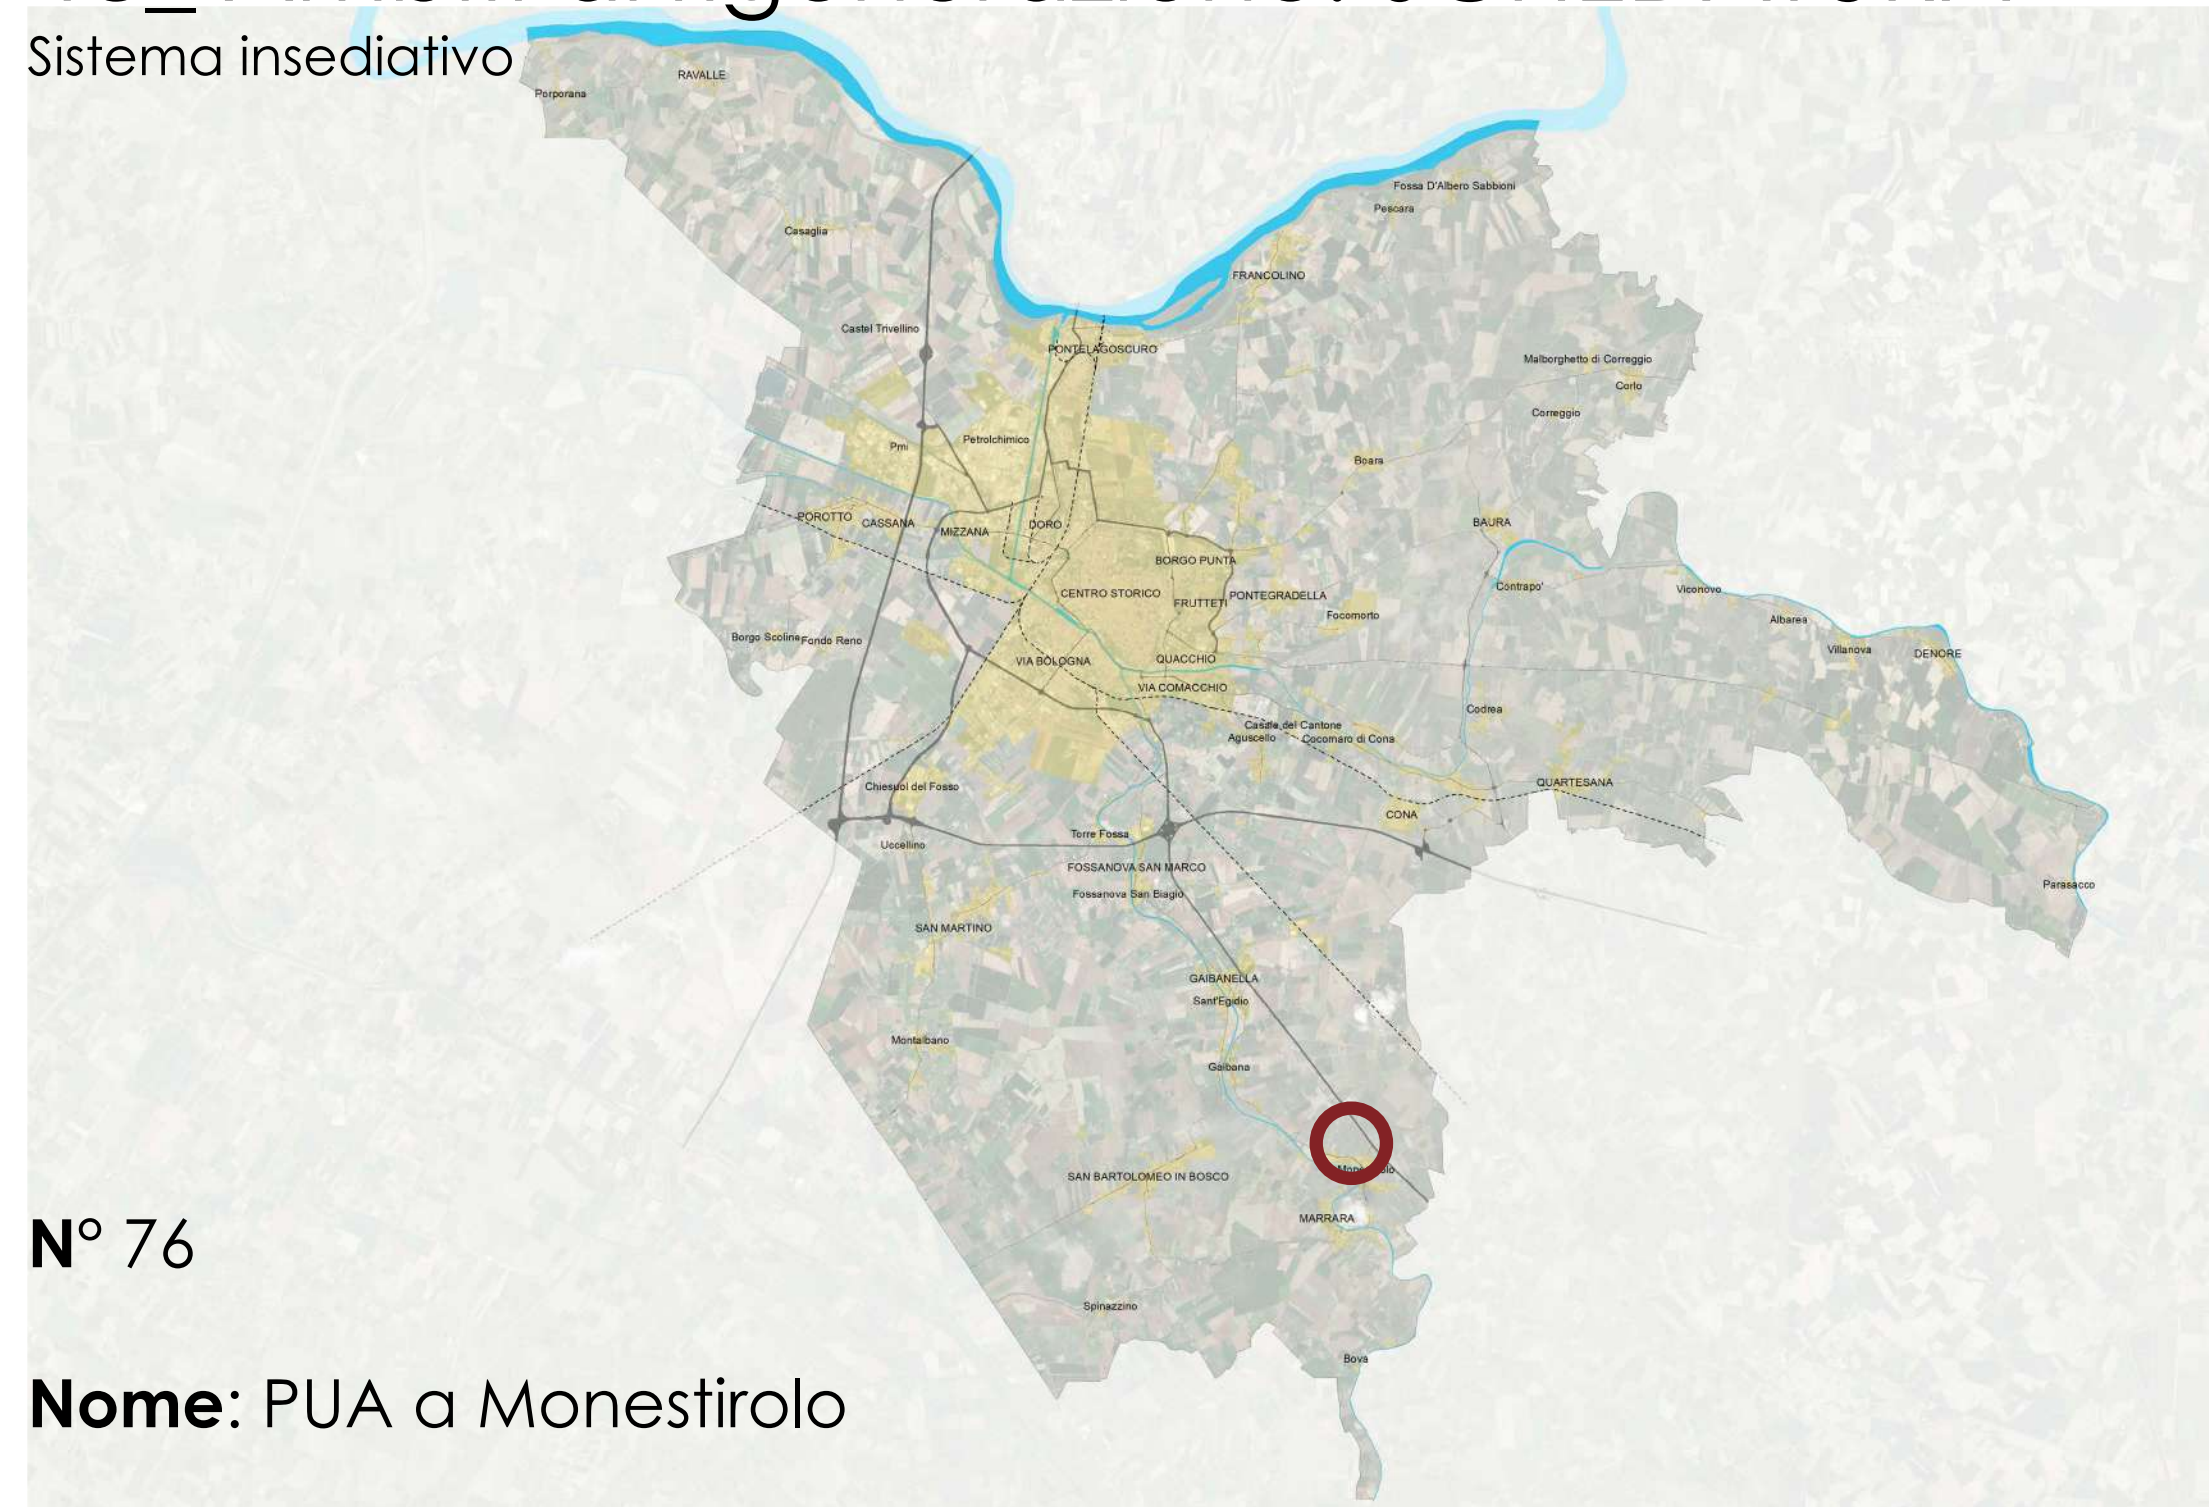 Sistema insediativo
RAVALLE
Porporana
Fossa D'Albero Sabbioni
Pescara
Casaglia
FRANCOLINO
Castel Trivellino
PONTELAGOSCURO
Malborghetto di Correggio
Corlo
Correggio
Petrolchimico
Pmi
Boara
POROTTO
CASSANA
MIZZANA
DORO
BAURA
BORGO PUNTA
Contrapo'
Viconovo
CENTRO STORICO
FRUTTETI
PONTEGRADELLA
Focomorto
Albarea
Borgo Scoline
Fondo Reno
Villanova
DENORE
VIA BOLOGNA
QUACCHIO
VIA COMACCHIO
Codrea
Casale del Cantone
Aguscello
Cocomaro di Cona
Chiesuol del Fosso
QUARTESANA
CONA
Torre Fossa
Uccellino
FOSSANOVA SAN MARCO
Fossanova San Biagio
Parasacco
SAN MARTINO
GAIBANELLA
Sant'Egidio
Montalbano
Gaibana
SAN BARTOLOMEO IN BOSCO
MARRARA
N° 76
Spinazzino
Bova
Nome: PUA a Monestirolo